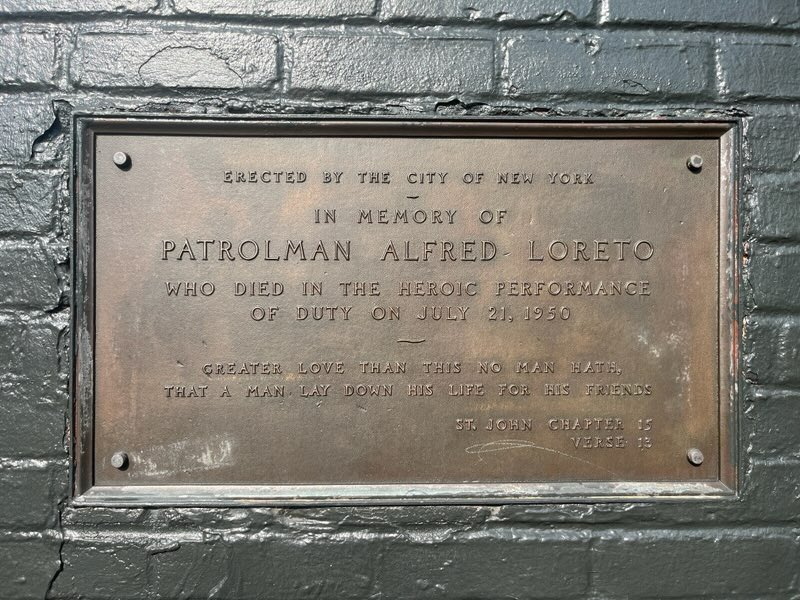 ERECTED BY THE CITY OF NEW YORK
IN MEMORY OF
PATROLMAN ALFRED LORETO
WHO DIED IN THE HEROIC PERFORMANCE
OF DUTY ON JULY 21, 1950
GREATER LOVE THAN THIS NO MAN HATH,
THAT A MAN LAY DOWN HIS LIFE FOR HIS FRIENDS
ST. JOHN CHAPTER 15
VERSE 13